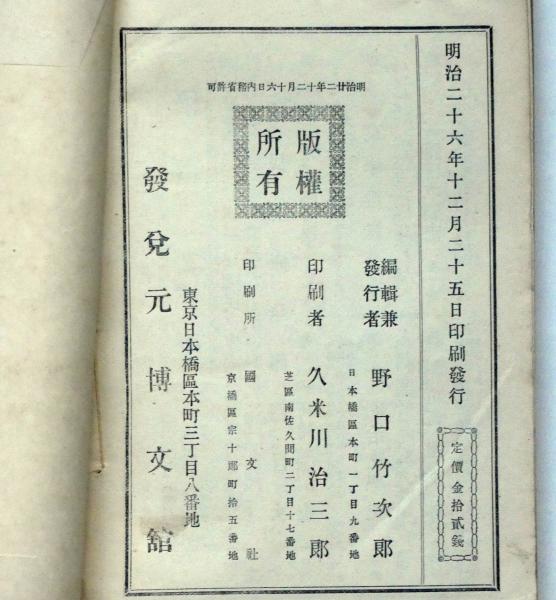 明治二十六年十二月二十五日印刷發行
定價金拾貳錢
可許省務內日六十月二十年二廿治明
版權
所有
編輯兼
發行者
野口竹次郎
日本橋區本町一丁目九番地
印刷者
久米川治三郎
芝區南佐久間町二丁目十七番地
印刷所
國文社
京橋區宗十郎町拾五番地
東京日本橋區本町三丁目八番地
發兌元博文館